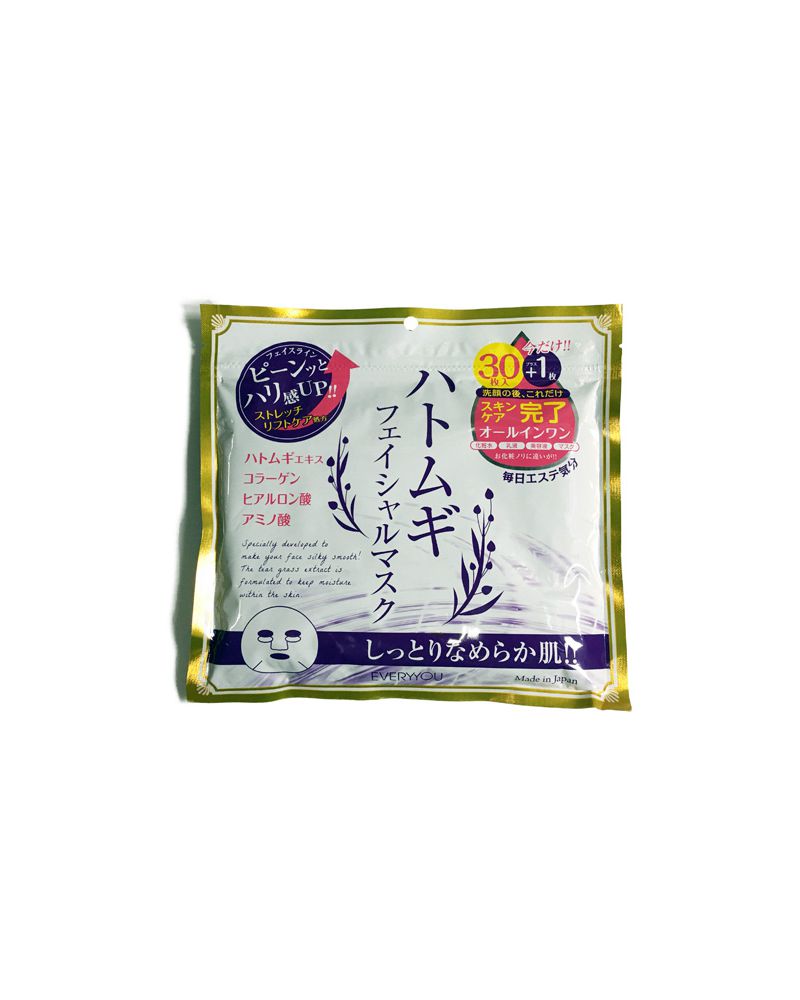 フェイスライン
ピーンッと
ハリ感UP!!
ストレッチ
リフトケア処方
今だけ!!
30枚入
プラス
+1枚
洗顔の後、これだけ
スキンケア 完了
オールインワン
化粧水 乳液 美容液 マスク
お化粧ノリに違いが!!
毎日エステ気分
ハトムギ
フェイシャルマスク
ハトムギエキス
コラーゲン
ヒアルロン酸
アミノ酸
Specially developed to
make your face silky smooth!
The tear grass extract is
formulated to keep moisture
within the skin.
しっとりなめらか肌!!
EVERYYOU
Made in Japan